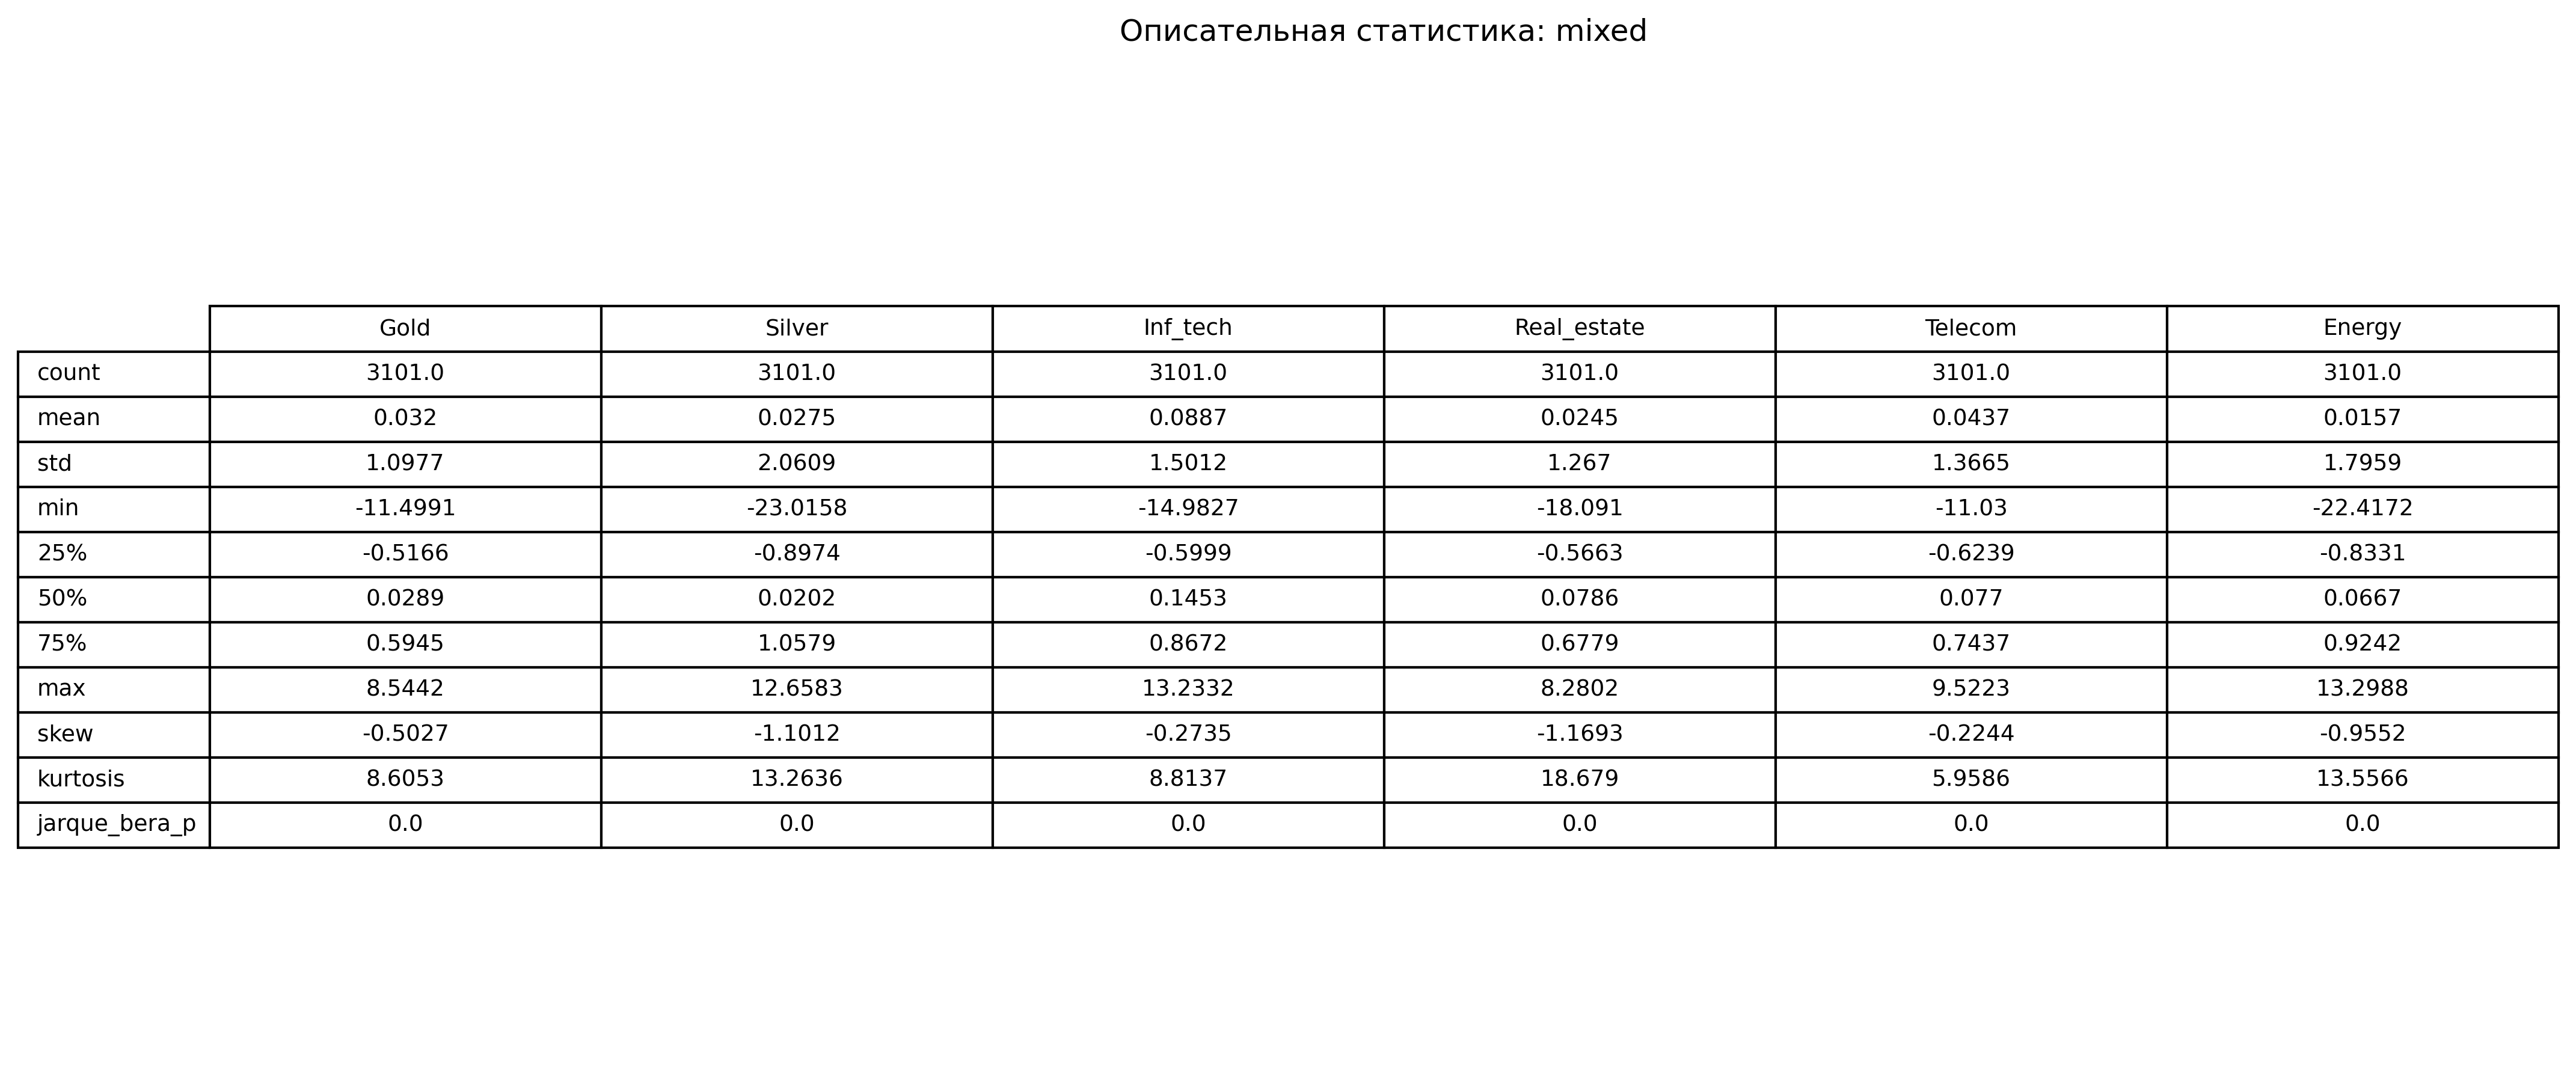 Описательная статистика: mixed
Gold Silver Inf_tech Real_estate Telecom Energy
count 3101.0 3101.0 3101.0 3101.0 3101.0 3101.0
mean 0.032 0.0275 0.0887 0.0245 0.0437 0.0157
std 1.0977 2.0609 1.5012 1.267 1.3665 1.7959
min -11.4991 -23.0158 -14.9827 -18.091 -11.03 -22.4172
25% -0.5166 -0.8974 -0.5999 -0.5663 -0.6239 -0.8331
50% 0.0289 0.0202 0.1453 0.0786 0.077 0.0667
75% 0.5945 1.0579 0.8672 0.6779 0.7437 0.9242
max 8.5442 12.6583 13.2332 8.2802 9.5223 13.2988
skew -0.5027 -1.1012 -0.2735 -1.1693 -0.2244 -0.9552
kurtosis 8.6053 13.2636 8.8137 18.679 5.9586 13.5566
jarque_bera_p 0.0 0.0 0.0 0.0 0.0 0.0